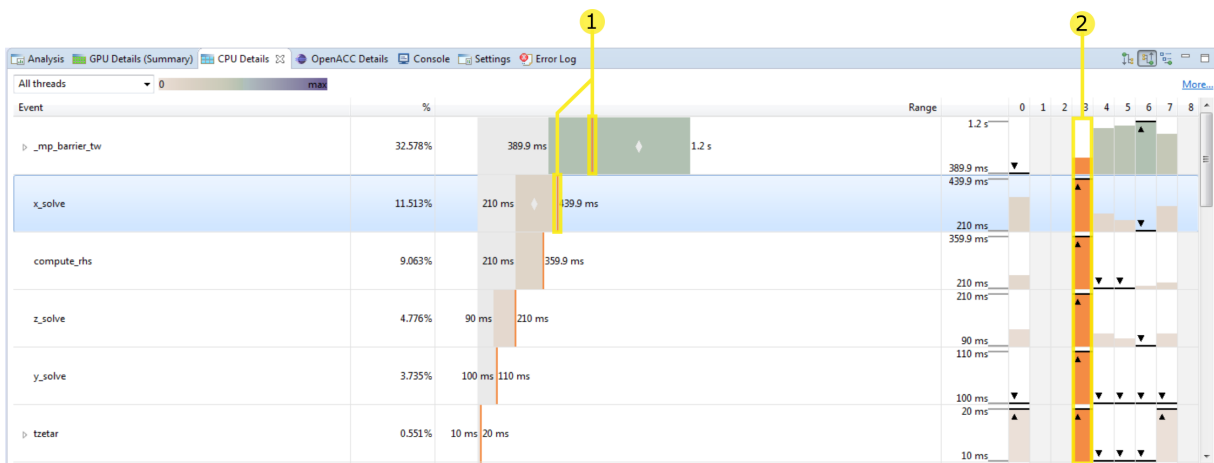 1 2
Analysis GPU Details (Summary) CPU Details OpenACC Details Console Settings Error Log
All threads 0 max More...
Event % Range 0 1 2 3 4 5 6 7 8
_mp_barrier_tw 32.578% 389.9 ms 1.2 s 1.2 s
389.9 ms
x_solve 11.513% 210 ms 439.9 ms 439.9 ms
210 ms
compute_rhs 9.063% 210 ms 359.9 ms 359.9 ms
210 ms
z_solve 4.776% 90 ms 210 ms 210 ms
90 ms
y_solve 3.735% 100 ms 110 ms 110 ms
100 ms
tzetar 0.551% 10 ms 20 ms 20 ms
10 ms